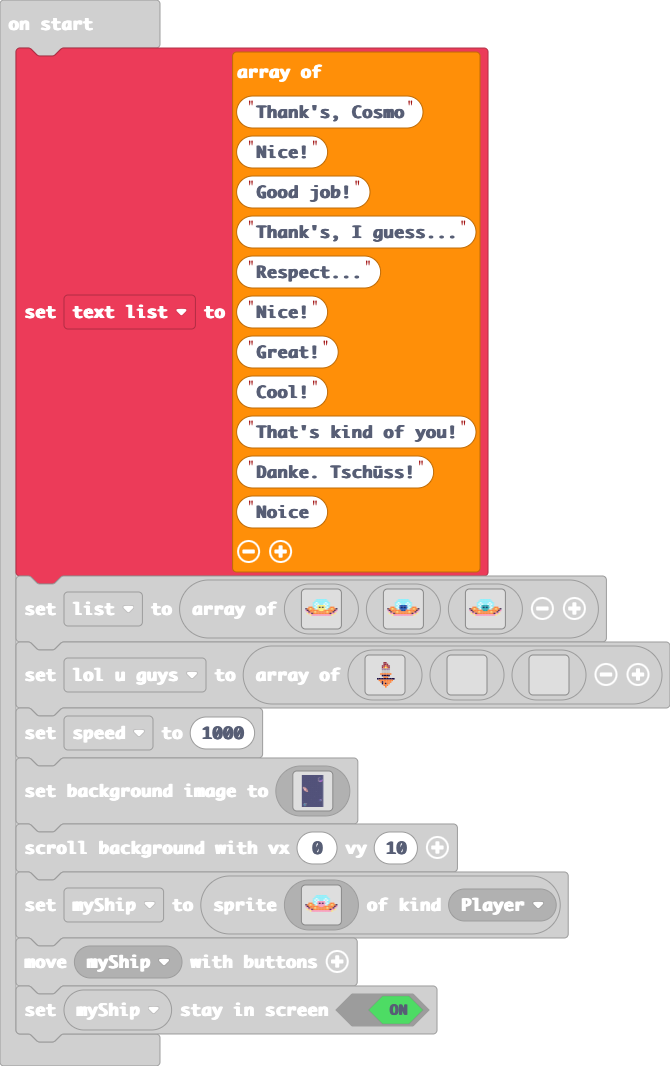 on start
array of
"Thank's, Cosmo"
"Nice!"
"Good job!"
"Thank's, I guess..."
"Respect..."
set text list to
"Nice!"
"Great!"
"Cool!"
"That's kind of you!"
"Danke. Tschüss!"
"Noice"
set list to array of
set lol u guys to array of
set speed to 1000
set background image to
scroll background with vx 0 vy 10
set myShip to sprite of kind Player
move myShip with buttons
set myShip stay in screen ON